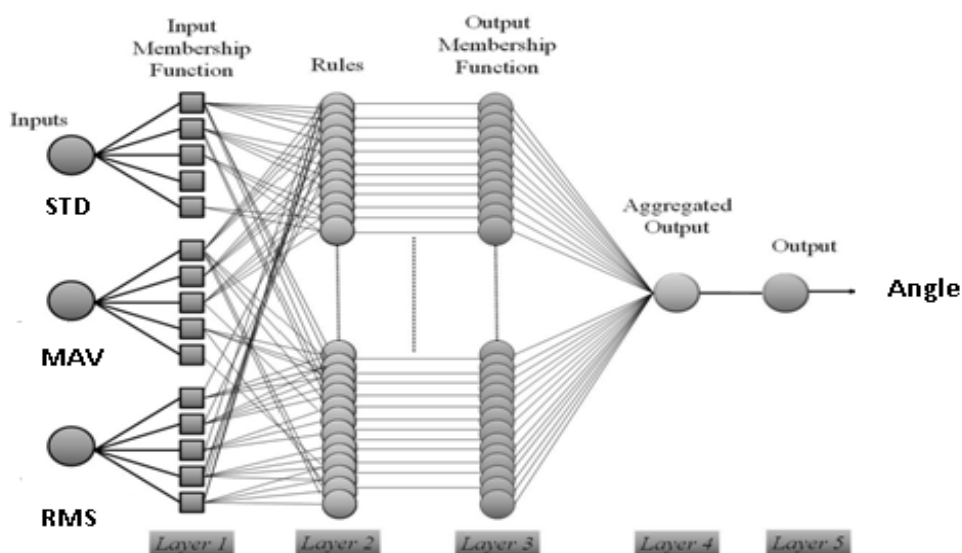 Input
Membership
Function
Rules
Output
Membership
Function
Inputs
STD
MAV
RMS
Aggregated
Output
Output
Angle
Layer 1
Layer 2
Layer 3
Layer 4
Layer 5